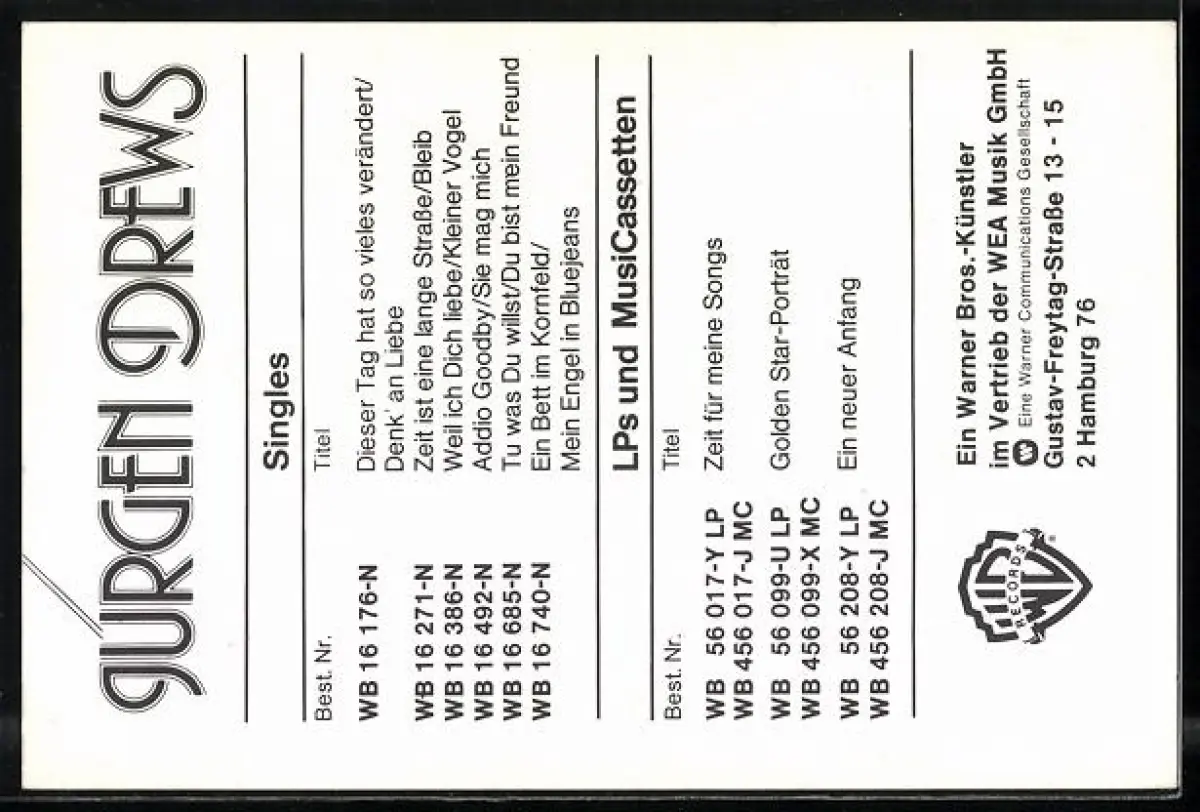 JÜRGEN DREWS
Singles
Best. Nr. Titel
WB 16 176-N Dieser Tag hat so vieles verändert/
Denk' an Liebe
WB 16 271-N Zeit ist eine lange Straße/Bleib
WB 16 386-N Weil ich Dich liebe/Kleiner Vogel
WB 16 492-N Addio Goodby/Sie mag mich
WB 16 685-N Tu was Du willst/Du bist mein Freund
WB 16 740-N Ein Bett im Kornfeld/
Mein Engel in Bluejeans
LPs und MusiCassetten
Best. Nr. Titel
WB 56 017-Y LP Zeit für meine Songs
WB 456 017-J MC
WB 56 099-U LP Golden Star-Porträt
WB 456 099-X MC
WB 56 208-Y LP Ein neuer Anfang
WB 456 208-J MC
RECORDS
®
Ein Warner Bros.-Künstler
im Vertrieb der WEA Musik GmbH
Eine Warner Communications Gesellschaft
Gustav-Freytag-Straße 13 - 15
2 Hamburg 76